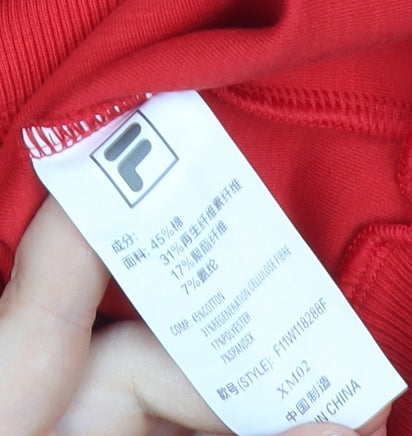 F
成分:
面料: 45%棉
31%再生纤维素纤维
17%聚酯纤维
7%氨纶
COMP: 45%COTTON
31%REGENERATION CELLULOSE FIBRE
17%POLYESTER
7%SPANDEX
款号(STYLE): F11W118288F
XM02
中国制造
IN CHINA